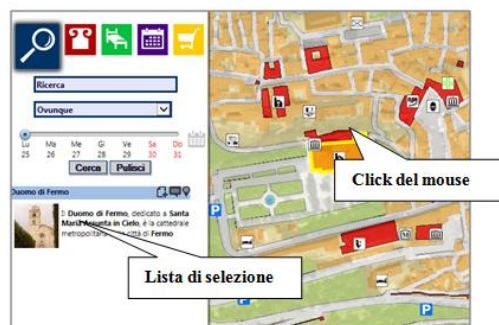 Ricerca
Ovunque
Lu Ma Me Gi Ve Sa Do
25 26 27 28 29 30 31
Cerca Pulisci
Duomo di Fermo
Il Duomo di Fermo, dedicato a Santa
Maria Assunta in Cielo, è la cattedrale
metropolitana città di Fermo
Lista di selezione
Click del mouse
P
P
P